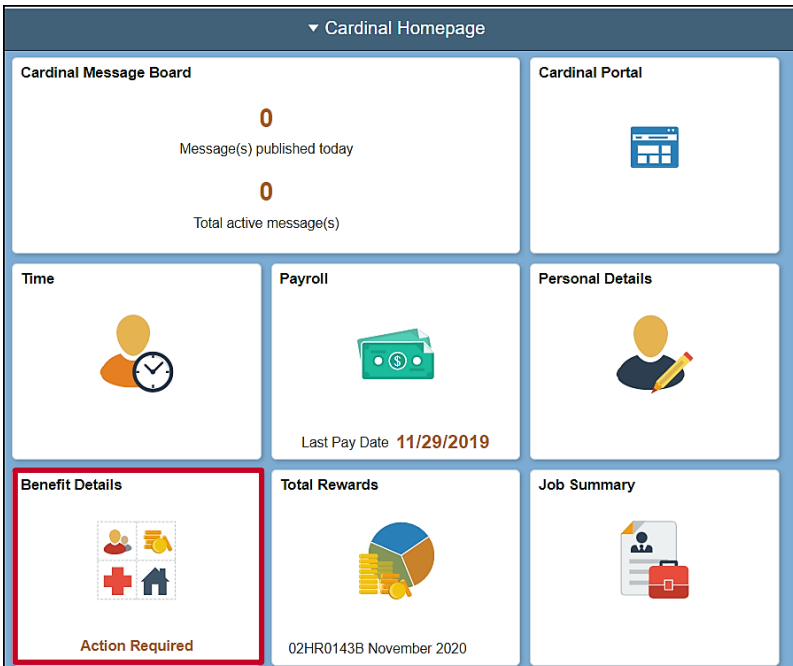 Cardinal Homepage
Cardinal Message Board
0
Message(s) published today
0
Total active message(s)
Cardinal Portal
Time
Payroll
Last Pay Date 11/29/2019
Personal Details
Benefit Details
Action Required
Total Rewards
02HR0143B November 2020
Job Summary